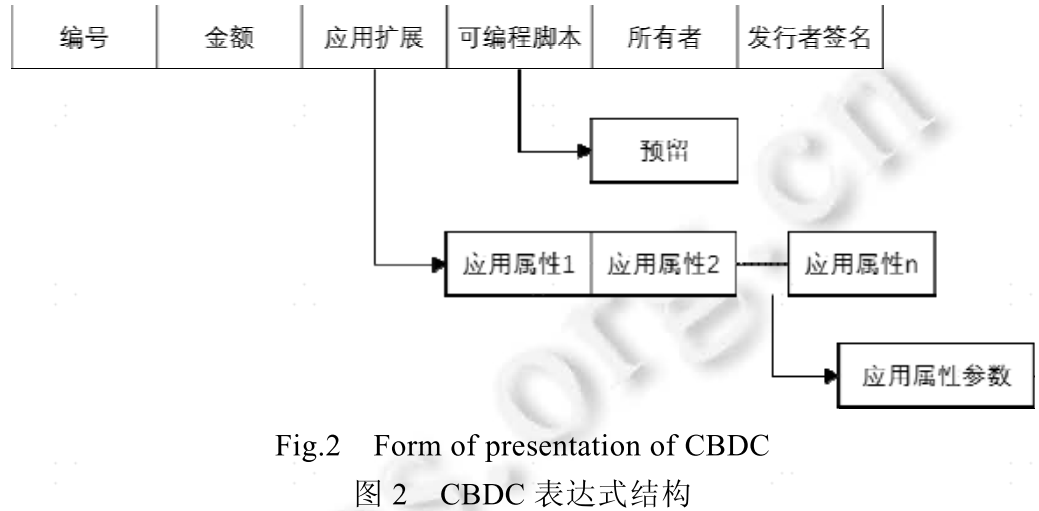 编号 金额 应用扩展 可编程脚本 所有者 发行者签名
预留
应用属性1 应用属性2 应用属性n
应用属性参数
Fig.2 Form of presentation of CBDC
图 2 CBDC 表达式结构
.org.cn